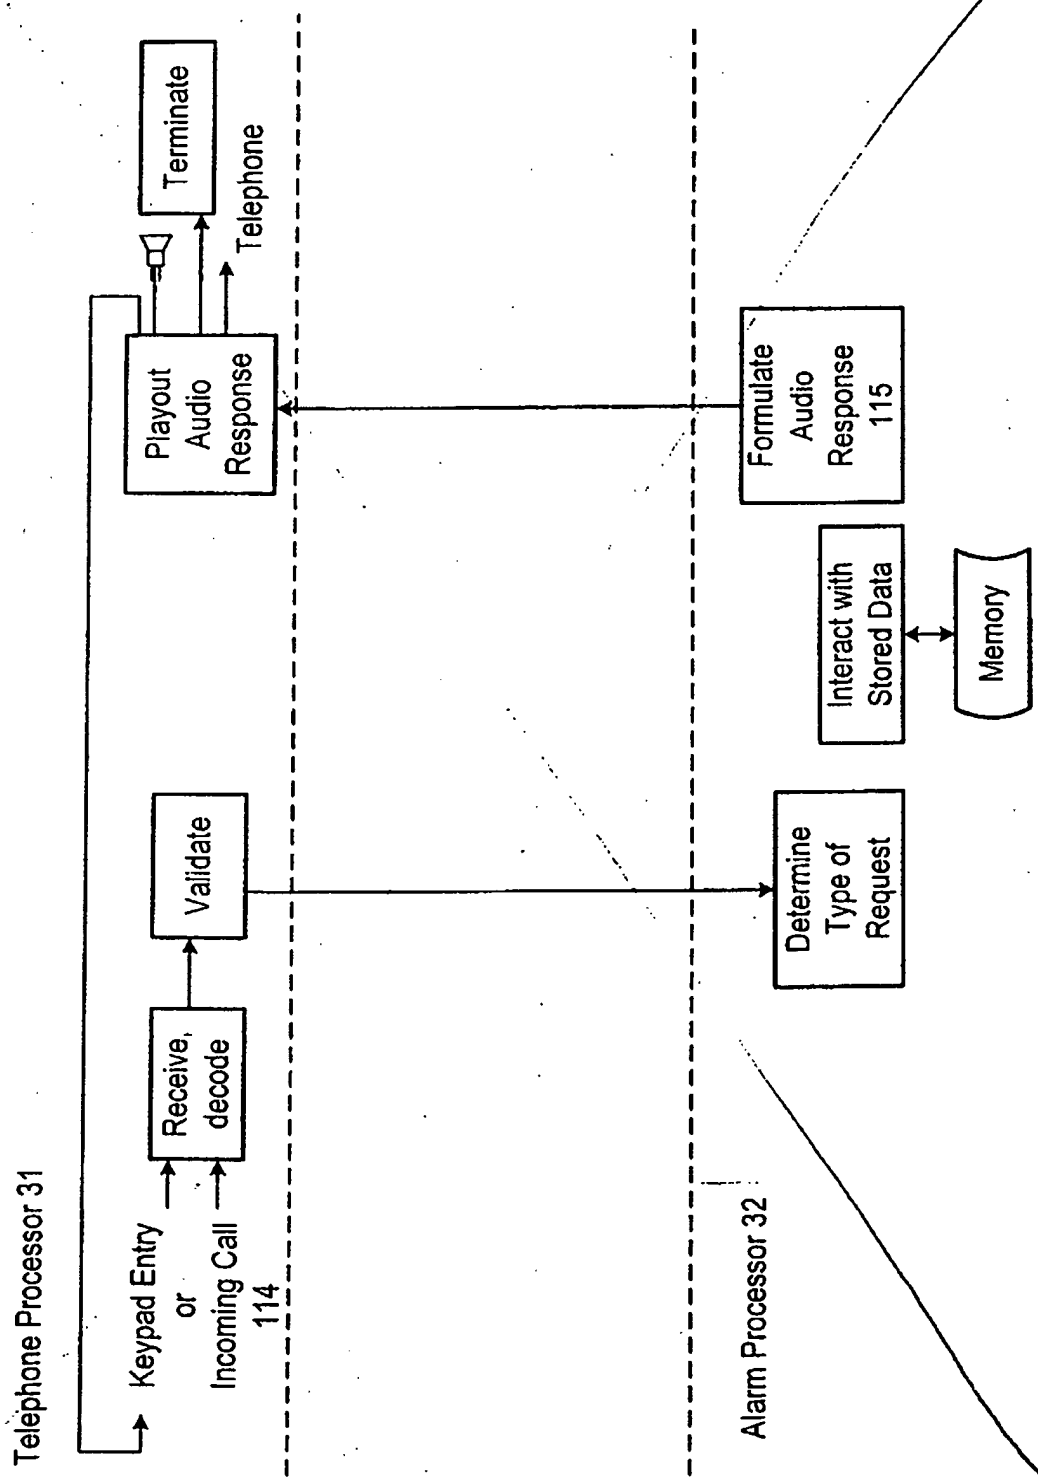 Telephone Processor 31
Keypad Entry
or
Incoming Call
114
Receive,
decode
Validate
Playout
Audio
Response
Terminate
Telephone
Alarm Processor 32
Determine
Type of
Request
Interact with
Stored Data
Memory
Formulate
Audio
Response
115